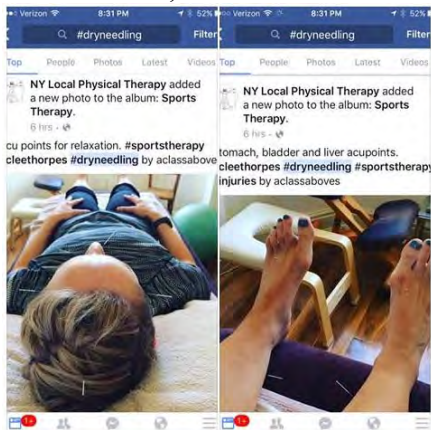 Verizon 8:31 PM 52%
#dryneedling Filter
Top People Photos Latest Videos
NY Local Physical Therapy added
a new photo to the album: Sports
Therapy.
6 hrs
cu points for relaxation. #sportstherapy
cleethorpes #dryneedling by aclassabove
1+
Verizon 8:31 PM 52%
#dryneedling Filter
Top People Photos Latest Videos
NY Local Physical Therapy added
a new photo to the album: Sports
Therapy.
6 hrs
tomach, bladder and liver acupoints.
cleethorpes #dryneedling #sportstherapy
injuries by aclassaboves
1+